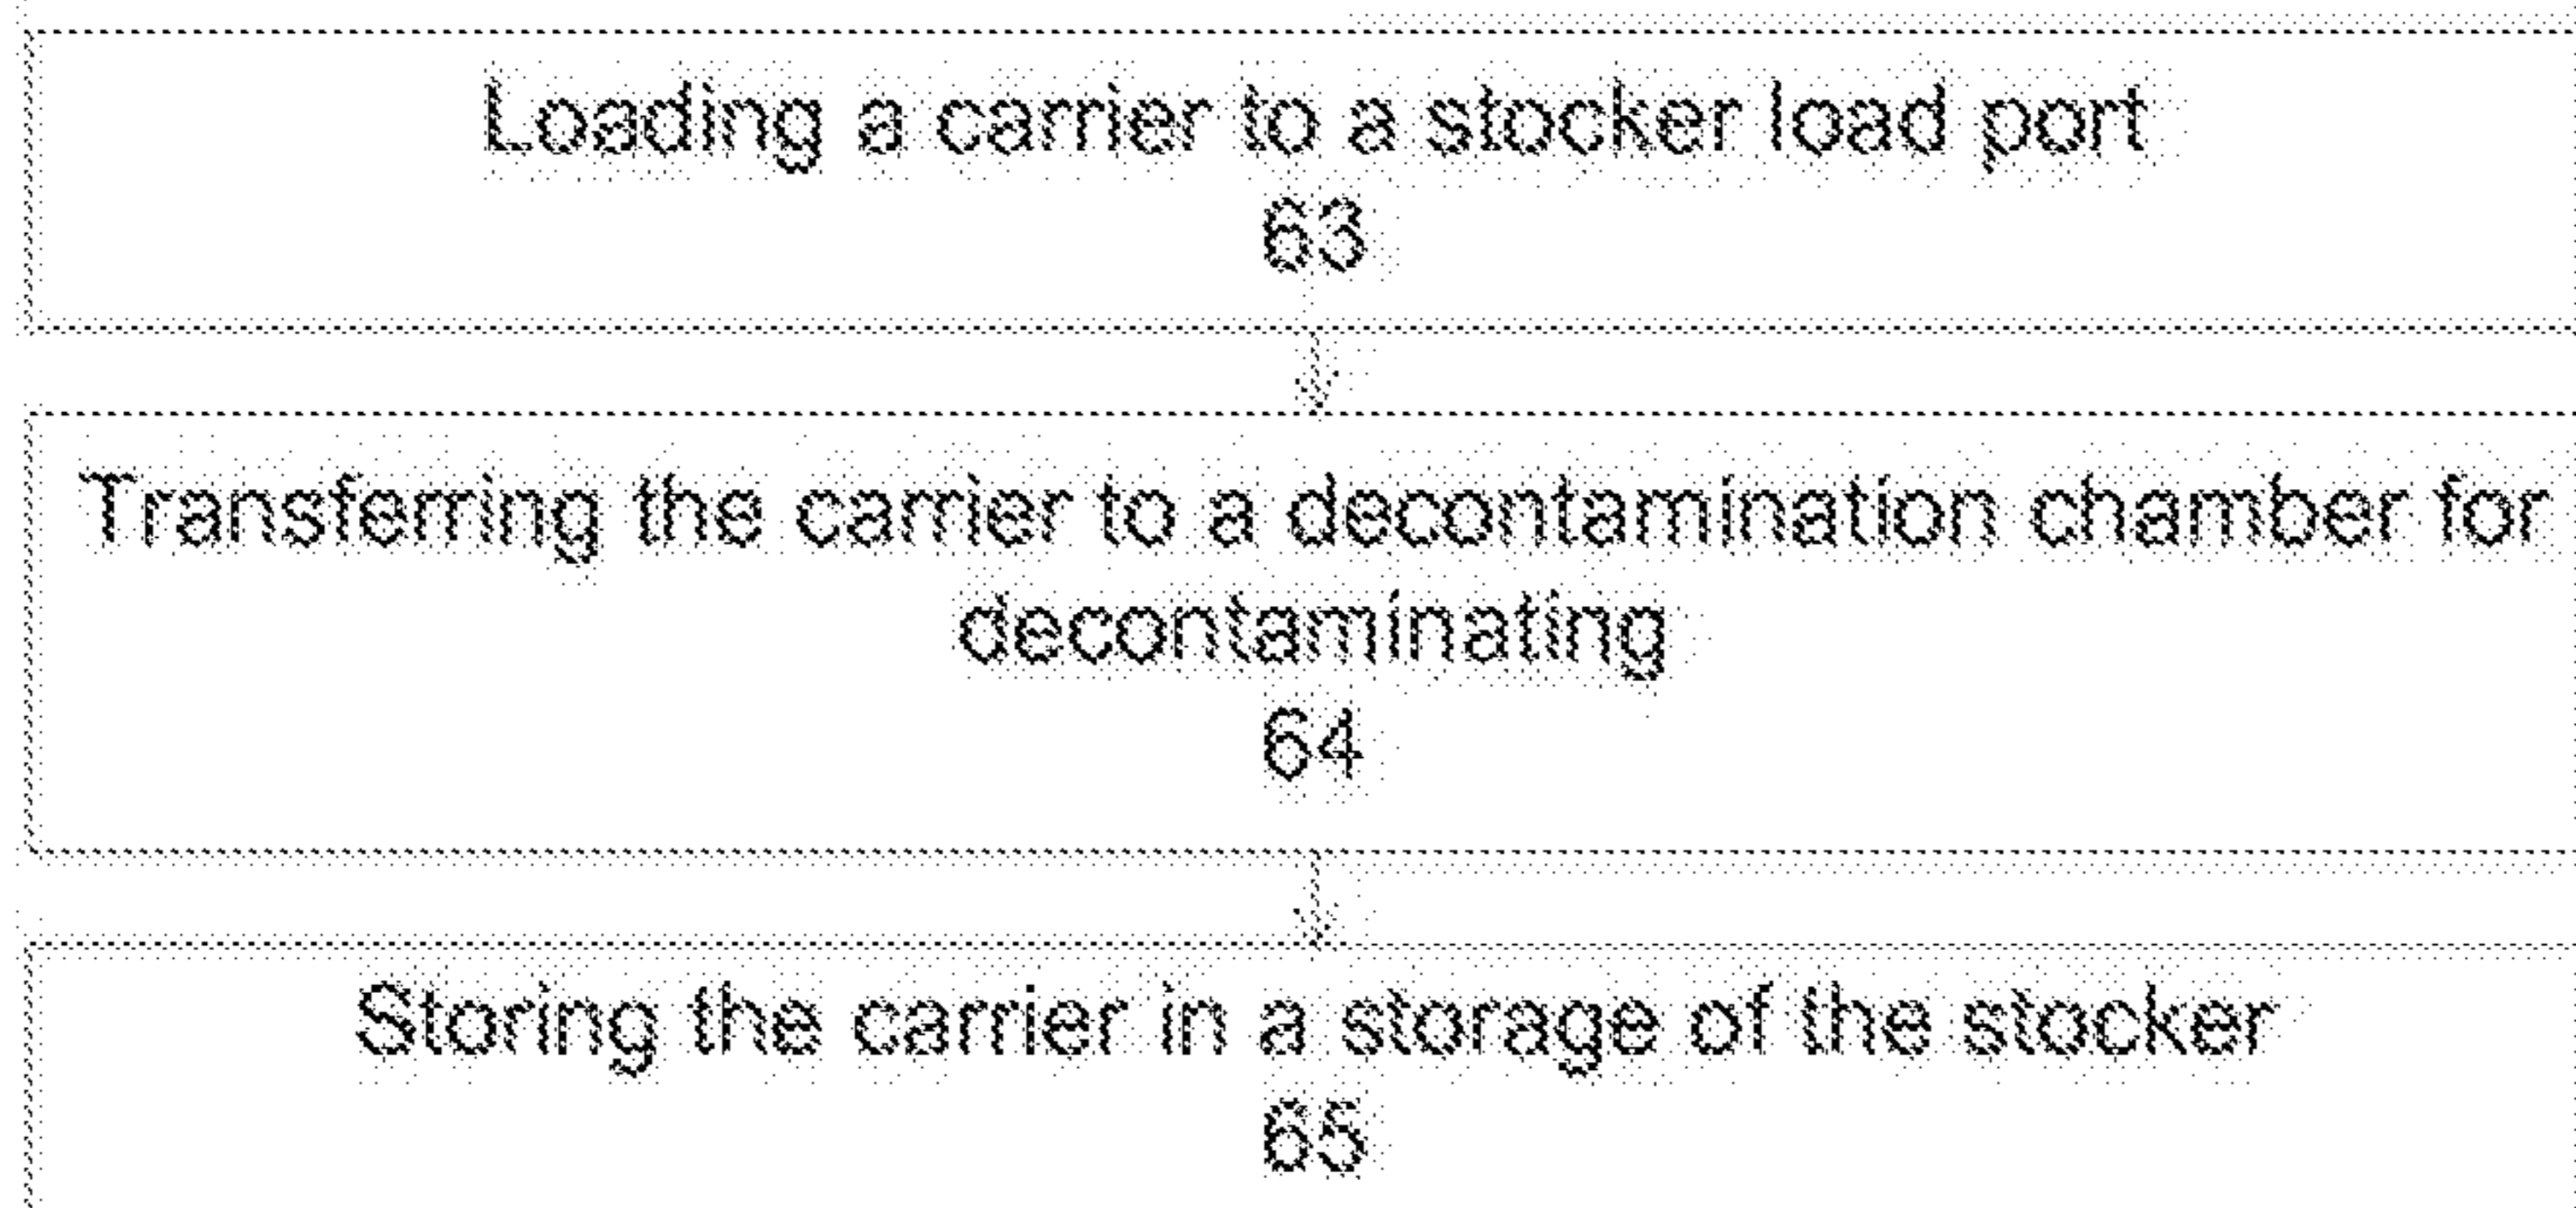 Loading a carrier to a stocker load port
63
Transferring the carrier to a decontamination chamber for
decontaminating
64
Storing the carrier in a storage of the stocker
65